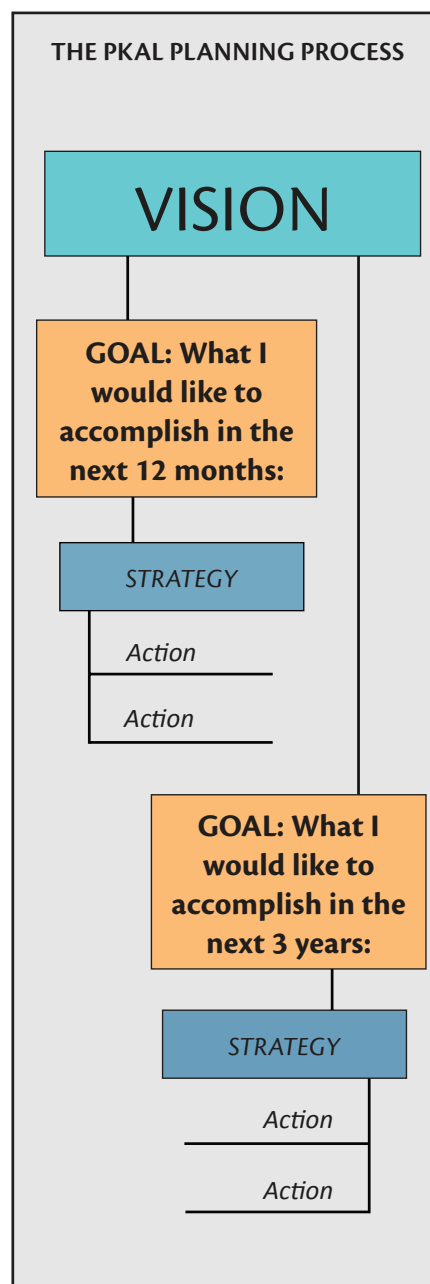 THE PKAL PLANNING PROCESS
VISION
GOAL: What I
would like to
accomplish in the
next 12 months:
STRATEGY
Action
Action
GOAL: What I
would like to
accomplish in the
next 3 years:
STRATEGY
Action
Action